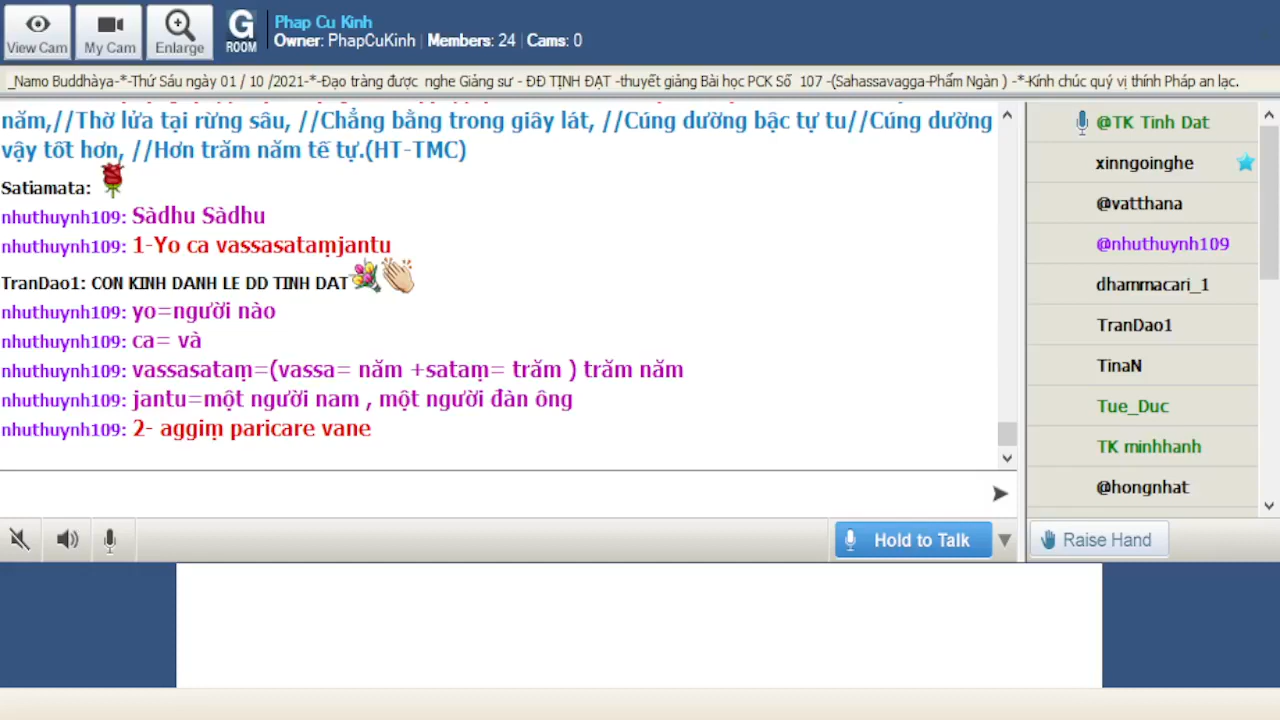 View Cam
My Cam
Enlarge
G
ROOM
Phap Cu Kinh
Owner: PhapCuKinh | Members: 24 | Cams: 0
_Namo Buddhàya-*-Thứ Sáu ngày 01 / 10 /2021-*-Đạo tràng được nghe Giảng sư - ĐĐ TỊNH ĐẠT -thuyết giảng Bài học PCK Số 107 -(Sahassavagga-Phẩm Ngàn ) -*-Kính chúc quý vị thính Pháp an lạc.
năm,//Thờ lửa tại rừng sâu, //Chẳng bằng trong giây lát, //Cúng dường bậc tự tu//Cúng dường
vậy tốt hơn, //Hơn trăm năm tế tự.(HT-TMC)
Satiamata:
nhuthuynh109: Sàdhu Sàdhu
nhuthuynh109: 1-Yo ca vassasataṃjantu
TranDao1: CON KINH DANH LE DD TINH DAT
nhuthuynh109: yo=người nào
nhuthuynh109: ca= và
nhuthuynh109: vassasataṃ=(vassa= năm +sataṃ= trăm ) trăm năm
nhuthuynh109: jantu=một người nam , một người đàn ông
nhuthuynh109: 2- aggiṃ paricare vane
@TK Tinh Dat
xinngoinghe
@vatthana
@nhuthuynh109
dhammacari_1
TranDao1
TinaN
Tue_Duc
TK minhhanh
@hongnhat
Hold to Talk
Raise Hand